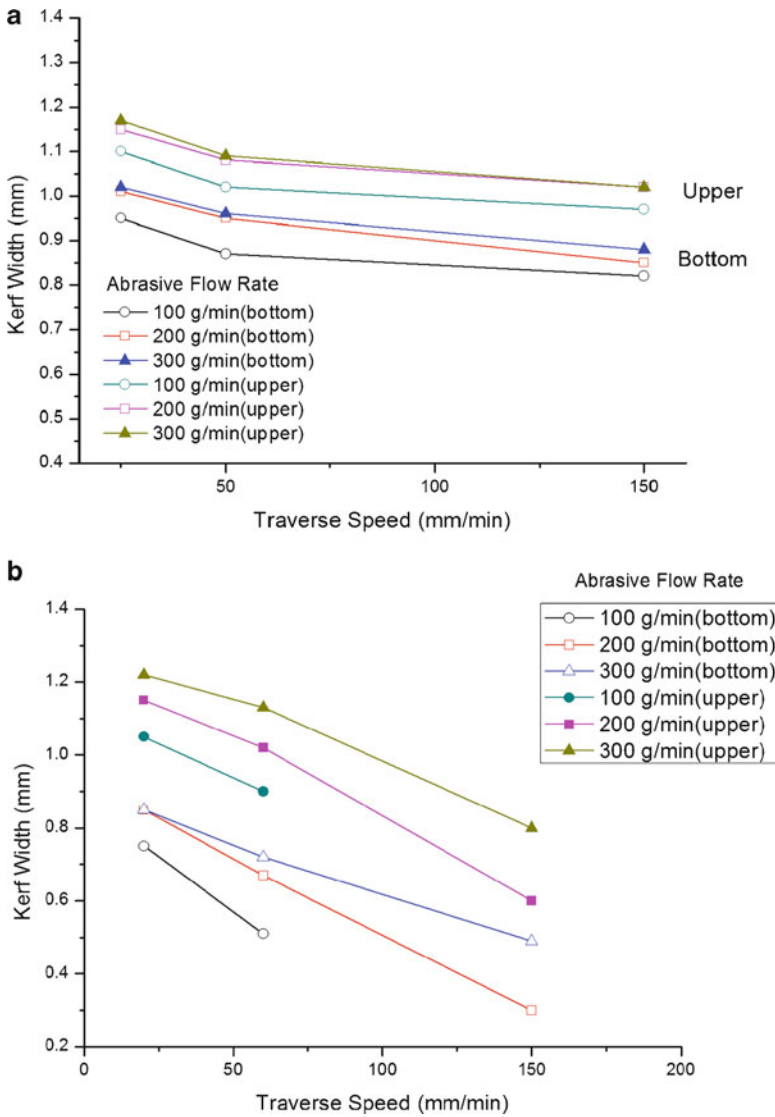 a
1.4
1.3
1.2
1.1
1.0
0.9
0.8
0.7
0.6
0.5
0.4
Kerf Width (mm)
Upper
Bottom
Abrasive Flow Rate
100 g/min(bottom)
200 g/min(bottom)
300 g/min(bottom)
100 g/min(upper)
200 g/min(upper)
300 g/min(upper)
50
100
150
Traverse Speed (mm/min)
b
Abrasive Flow Rate
100 g/min(bottom)
200 g/min(bottom)
300 g/min(bottom)
100 g/min(upper)
200 g/min(upper)
300 g/min(upper)
1.4
1.2
1.0
0.8
0.6
0.4
0.2
Kerf Width (mm)
0
50
100
150
200
Traverse Speed (mm/min)